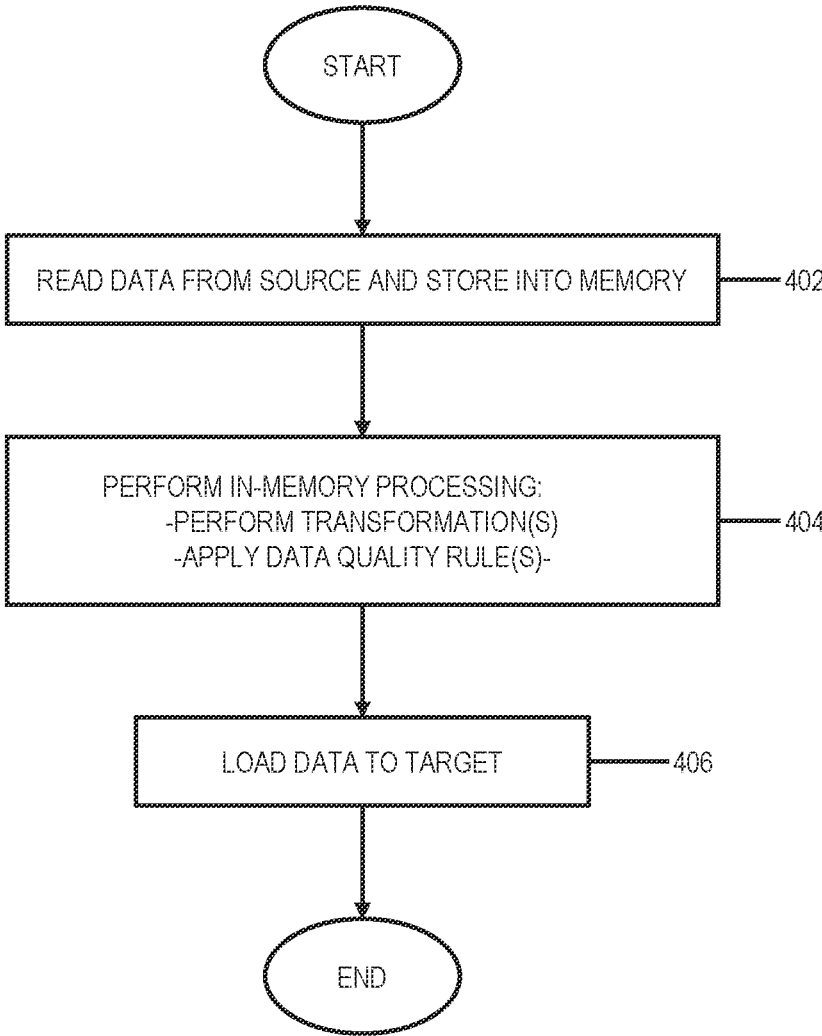 START
READ DATA FROM SOURCE AND STORE INTO MEMORY
402
PERFORM IN-MEMORY PROCESSING:
-PERFORM TRANSFORMATION(S)
-APPLY DATA QUALITY RULE(S)-
404
LOAD DATA TO TARGET
406
END